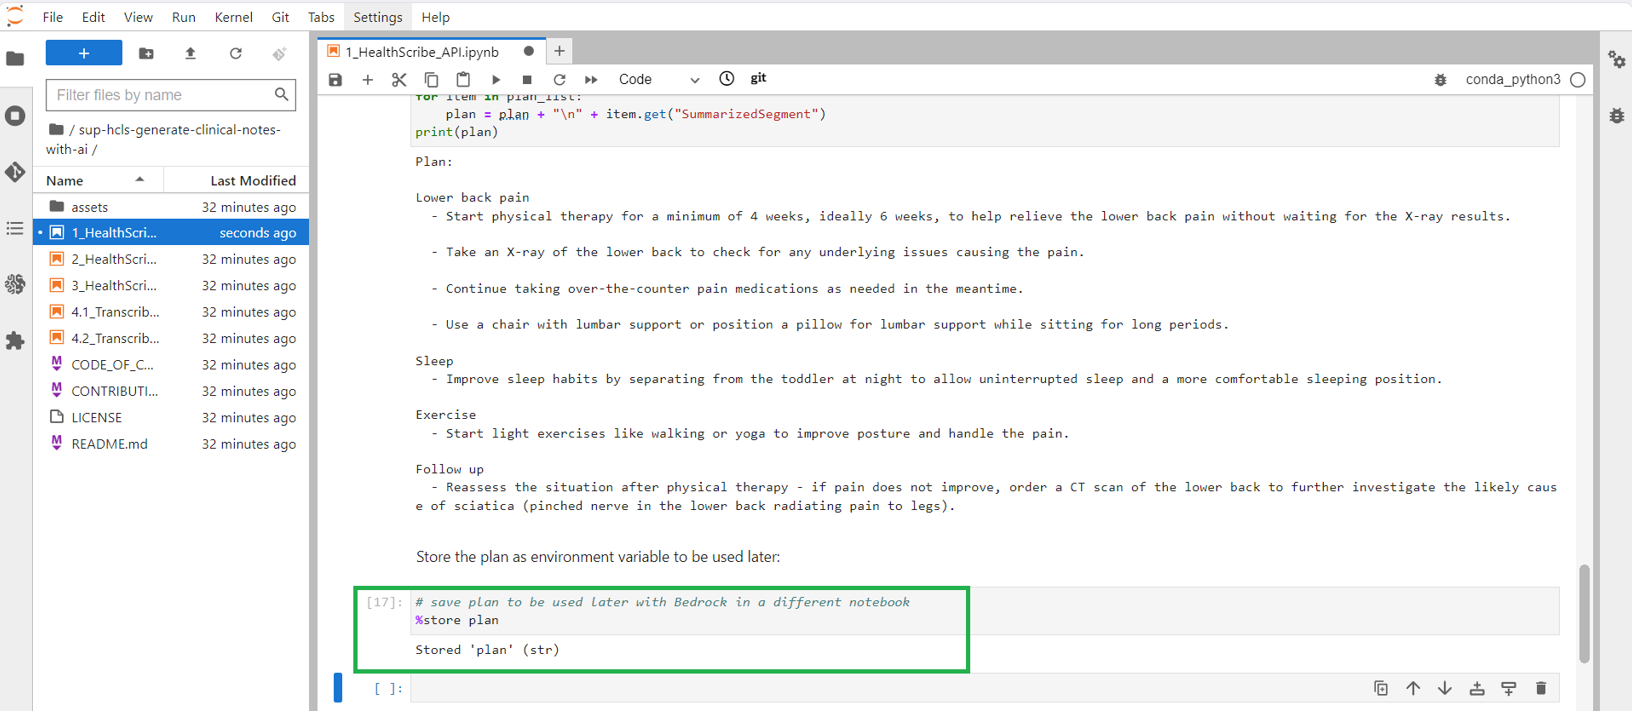 File Edit View Run Kernel Git Tabs Settings Help
+
Filter files by name
/ sup-hcls-generate-clinical-notes-
with-ai /
Name Last Modified
assets 32 minutes ago
1_HealthScri... seconds ago
2_HealthScri... 32 minutes ago
3_HealthScri... 32 minutes ago
4.1_Transcrib... 32 minutes ago
4.2_Transcrib... 32 minutes ago
CODE_OF_C... 32 minutes ago
CONTRIBUTI... 32 minutes ago
LICENSE 32 minutes ago
README.md 32 minutes ago
1_HealthScribe_API.ipynb
Code git conda_python3
for item in plan_list:
plan = plan + "\n" + item.get("SummarizedSegment")
print(plan)
Plan:
Lower back pain
- Start physical therapy for a minimum of 4 weeks, ideally 6 weeks, to help relieve the lower back pain without waiting for the X-ray results.
- Take an X-ray of the lower back to check for any underlying issues causing the pain.
- Continue taking over-the-counter pain medications as needed in the meantime.
- Use a chair with lumbar support or position a pillow for lumbar support while sitting for long periods.
Sleep
- Improve sleep habits by separating from the toddler at night to allow uninterrupted sleep and a more comfortable sleeping position.
Exercise
- Start light exercises like walking or yoga to improve posture and handle the pain.
Follow up
- Reassess the situation after physical therapy - if pain does not improve, order a CT scan of the lower back to further investigate the likely caus
e of sciatica (pinched nerve in the lower back radiating pain to legs).
Store the plan as environment variable to be used later:
[17]: # save plan to be used later with Bedrock in a different notebook
%store plan
Stored 'plan' (str)
[ ]: